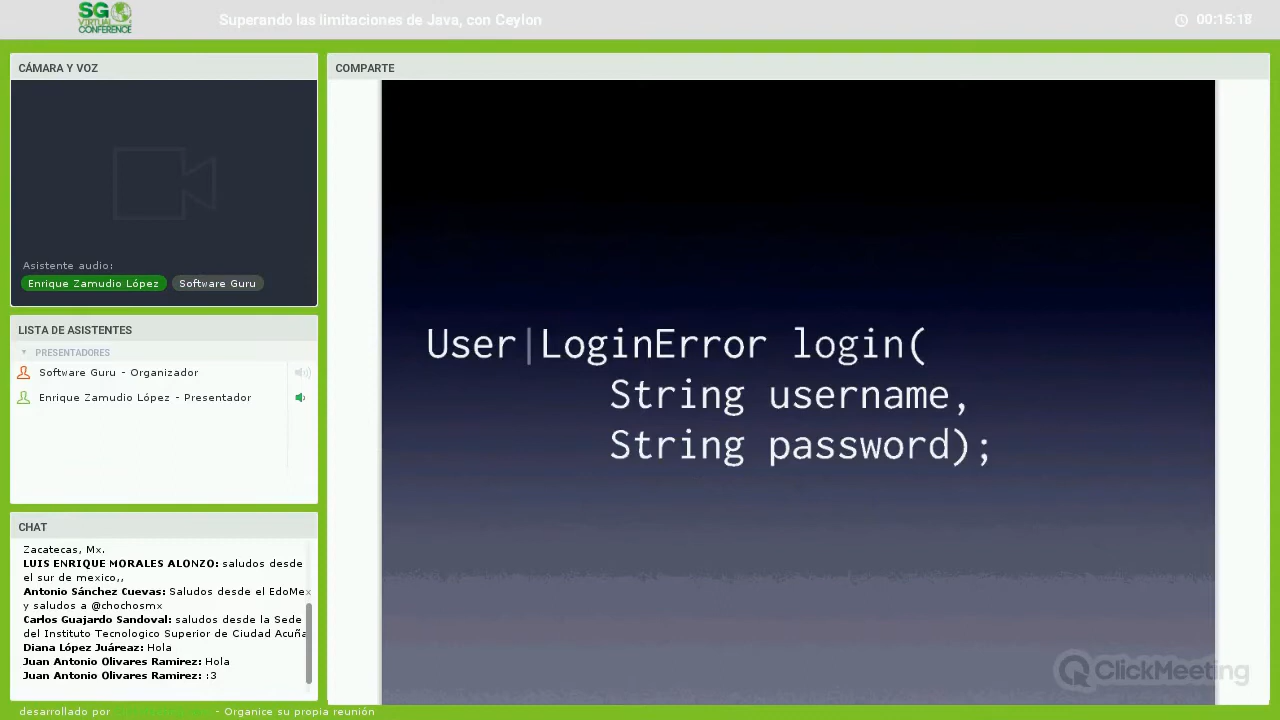 SG
VIRTUAL
CONFERENCE
Superando las limitaciones de Java, con Ceylon
00:15:18
CÁMARA Y VOZ
Asistente audio:
Enrique Zamudio López
Software Guru
LISTA DE ASISTENTES
PRESENTADORES
Software Guru - Organizador
Enrique Zamudio López - Presentador
CHAT
Zacatecas, Mx.
LUIS ENRIQUE MORALES ALONZO: saludos desde
el sur de mexico,,
Antonio Sánchez Cuevas: Saludos desde el EdoMex
y saludos a @chochosmx
Carlos Guajardo Sandoval: saludos desde la Sede
del Instituto Tecnologico Superior de Ciudad Acuña
Diana López Juáreaz: Hola
Juan Antonio Olivares Ramirez: Hola
Juan Antonio Olivares Ramirez: :3
COMPARTE
User|LoginError login(
String username,
String password);
ClickMeeting
desarrollado por - Organice su propia reunión